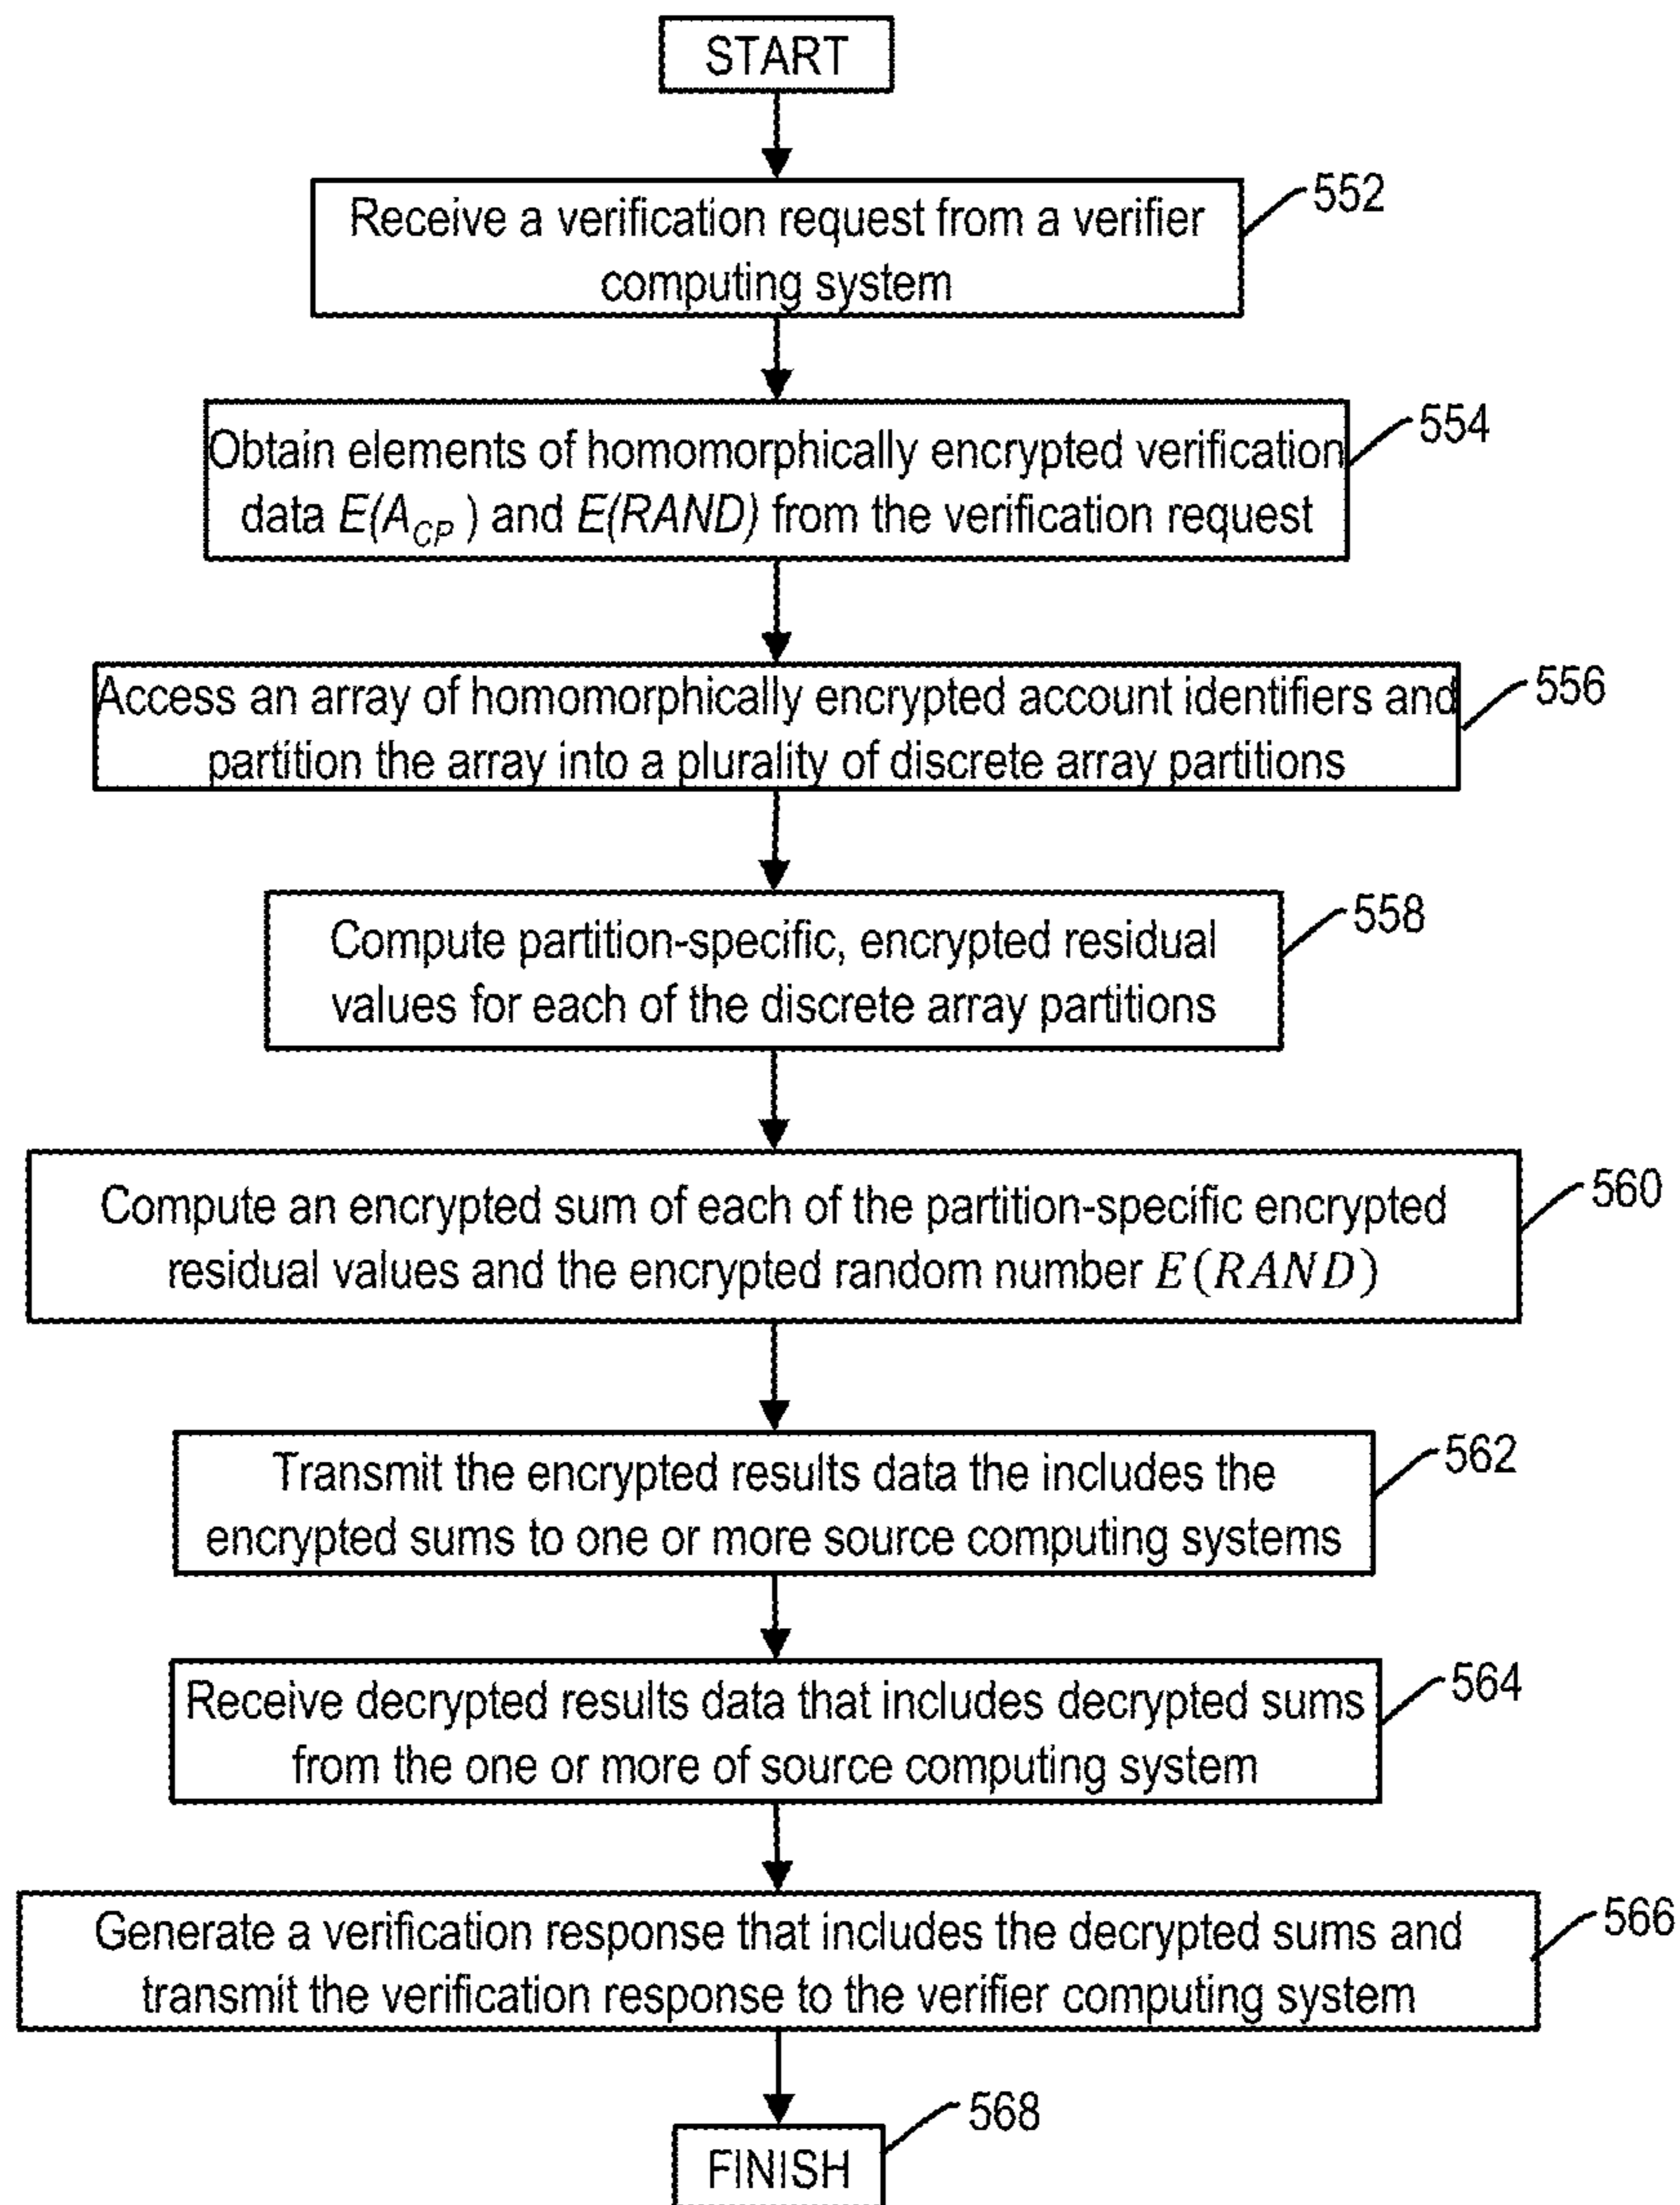 START
552
Receive a verification request from a verifier
computing system
554
Obtain elements of homomorphically encrypted verification
data E(A_CP ) and E(RAND) from the verification request
556
Access an array of homomorphically encrypted account identifiers and
partition the array into a plurality of discrete array partitions
558
Compute partition-specific, encrypted residual
values for each of the discrete array partitions
560
Compute an encrypted sum of each of the partition-specific encrypted
residual values and the encrypted random number E(RAND)
562
Transmit the encrypted results data the includes the
encrypted sums to one or more source computing systems
564
Receive decrypted results data that includes decrypted sums
from the one or more of source computing system
566
Generate a verification response that includes the decrypted sums and
transmit the verification response to the verifier computing system
568
FINISH